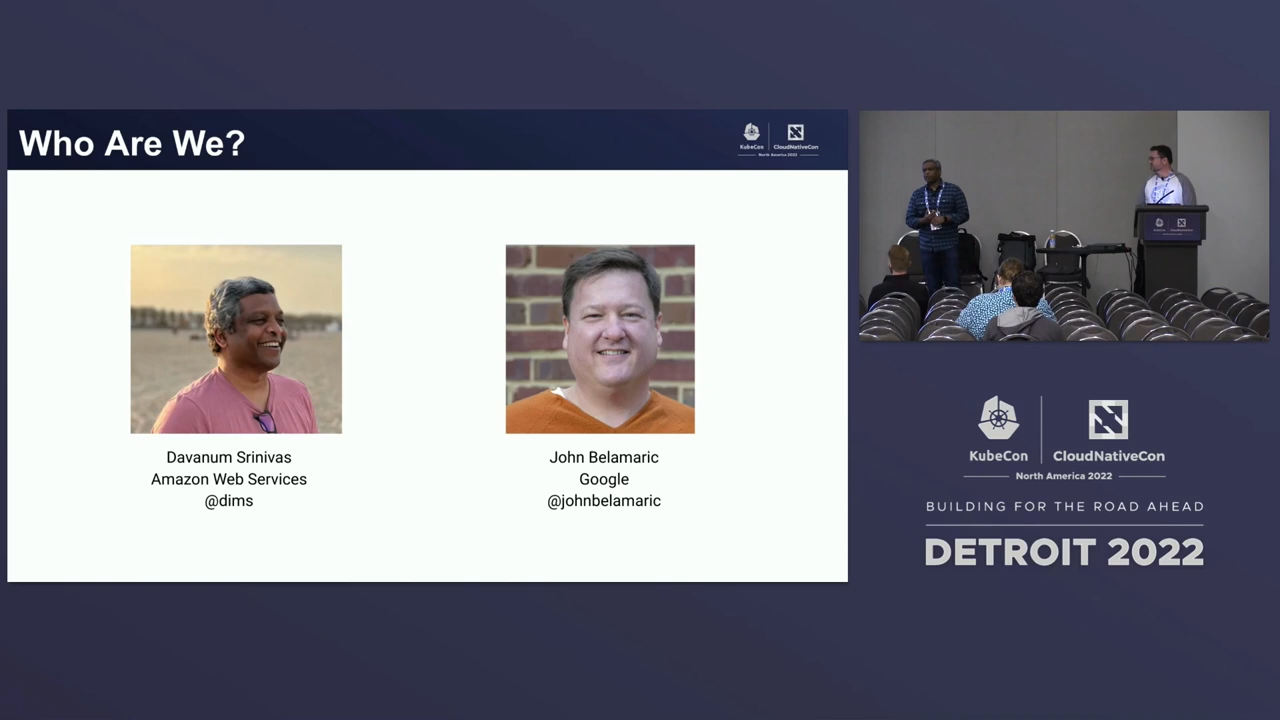 Who Are We?
KubeCon
CloudNativeCon
North America 2022
Davanum Srinivas
Amazon Web Services
@dims
John Belamaric
Google
@johnbelamaric
KubeCon
CloudNativeCon
North America 2022
BUILDING FOR THE ROAD AHEAD
DETROIT 2022